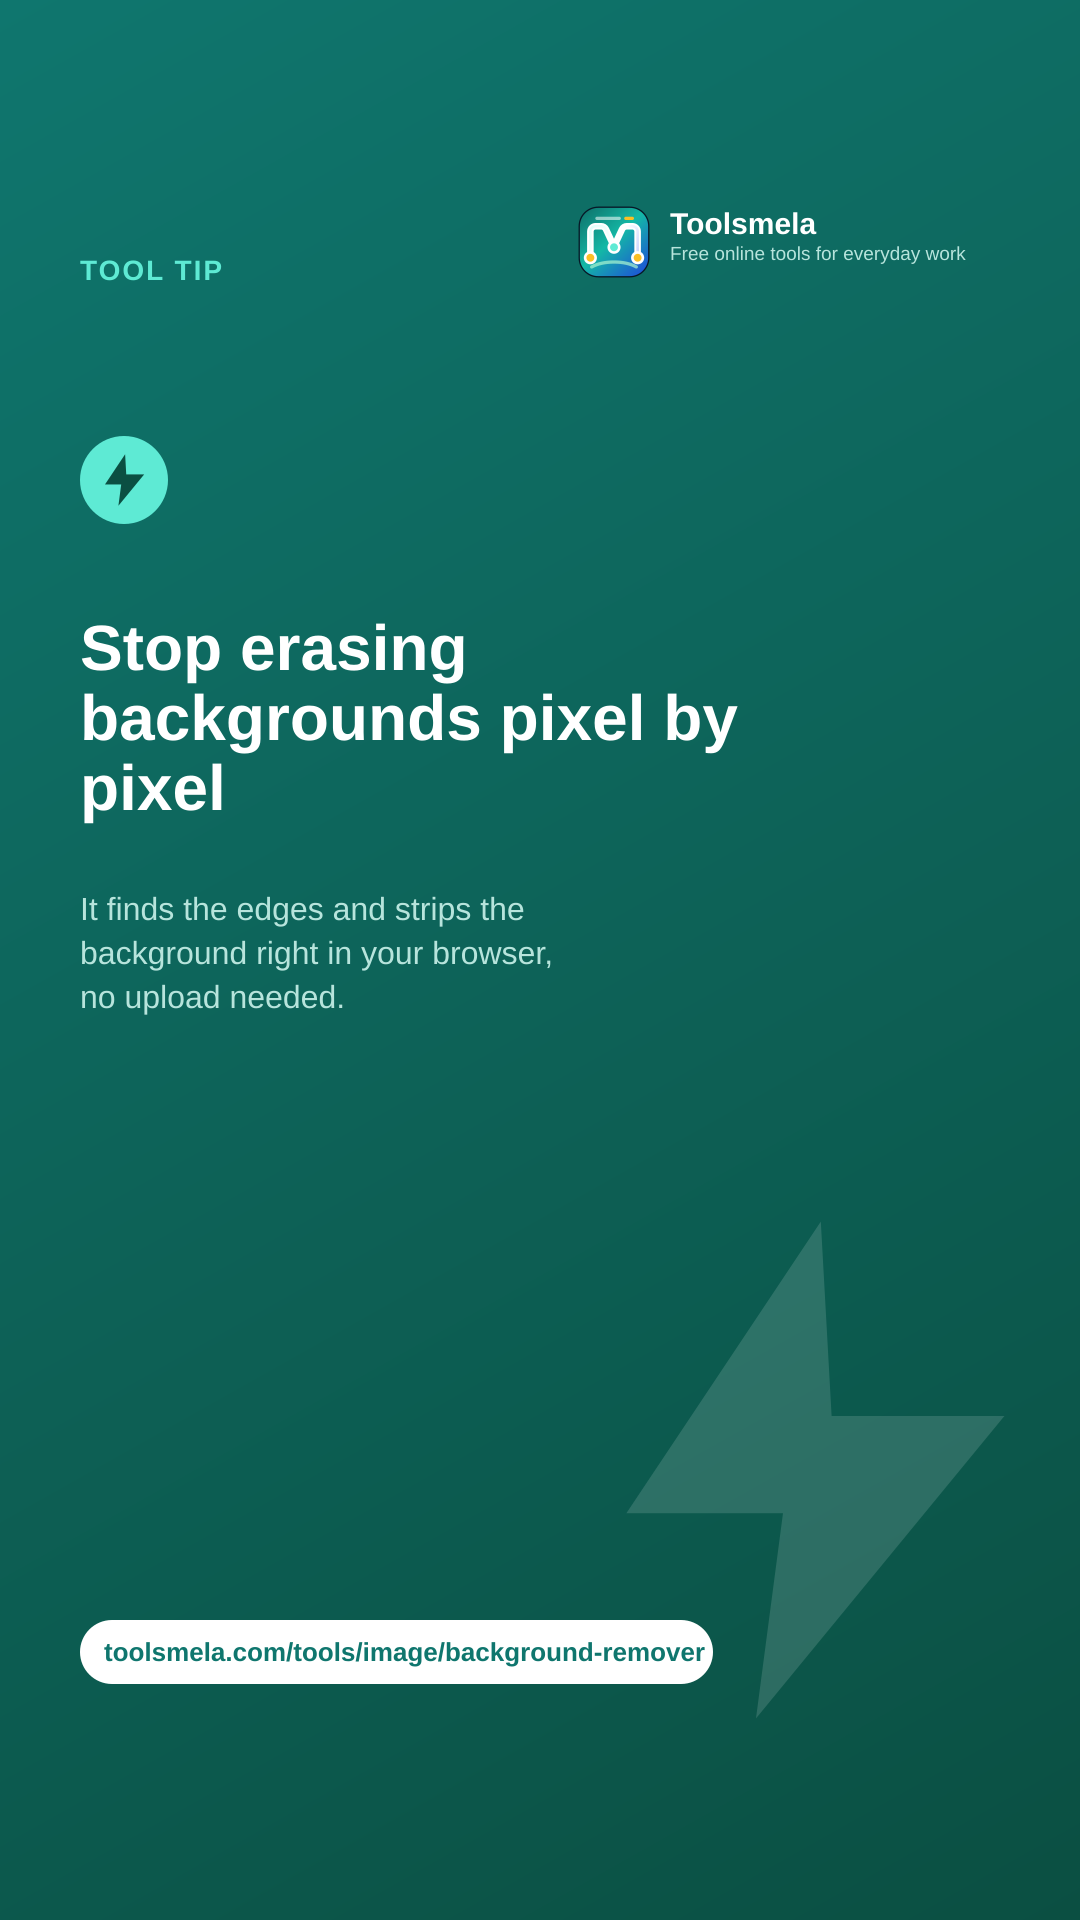 TOOL TIP
Toolsmela
Free online tools for everyday work
Stop erasing
backgrounds pixel by
pixel
It finds the edges and strips the
background right in your browser,
no upload needed.
toolsmela.com/tools/image/background-remover